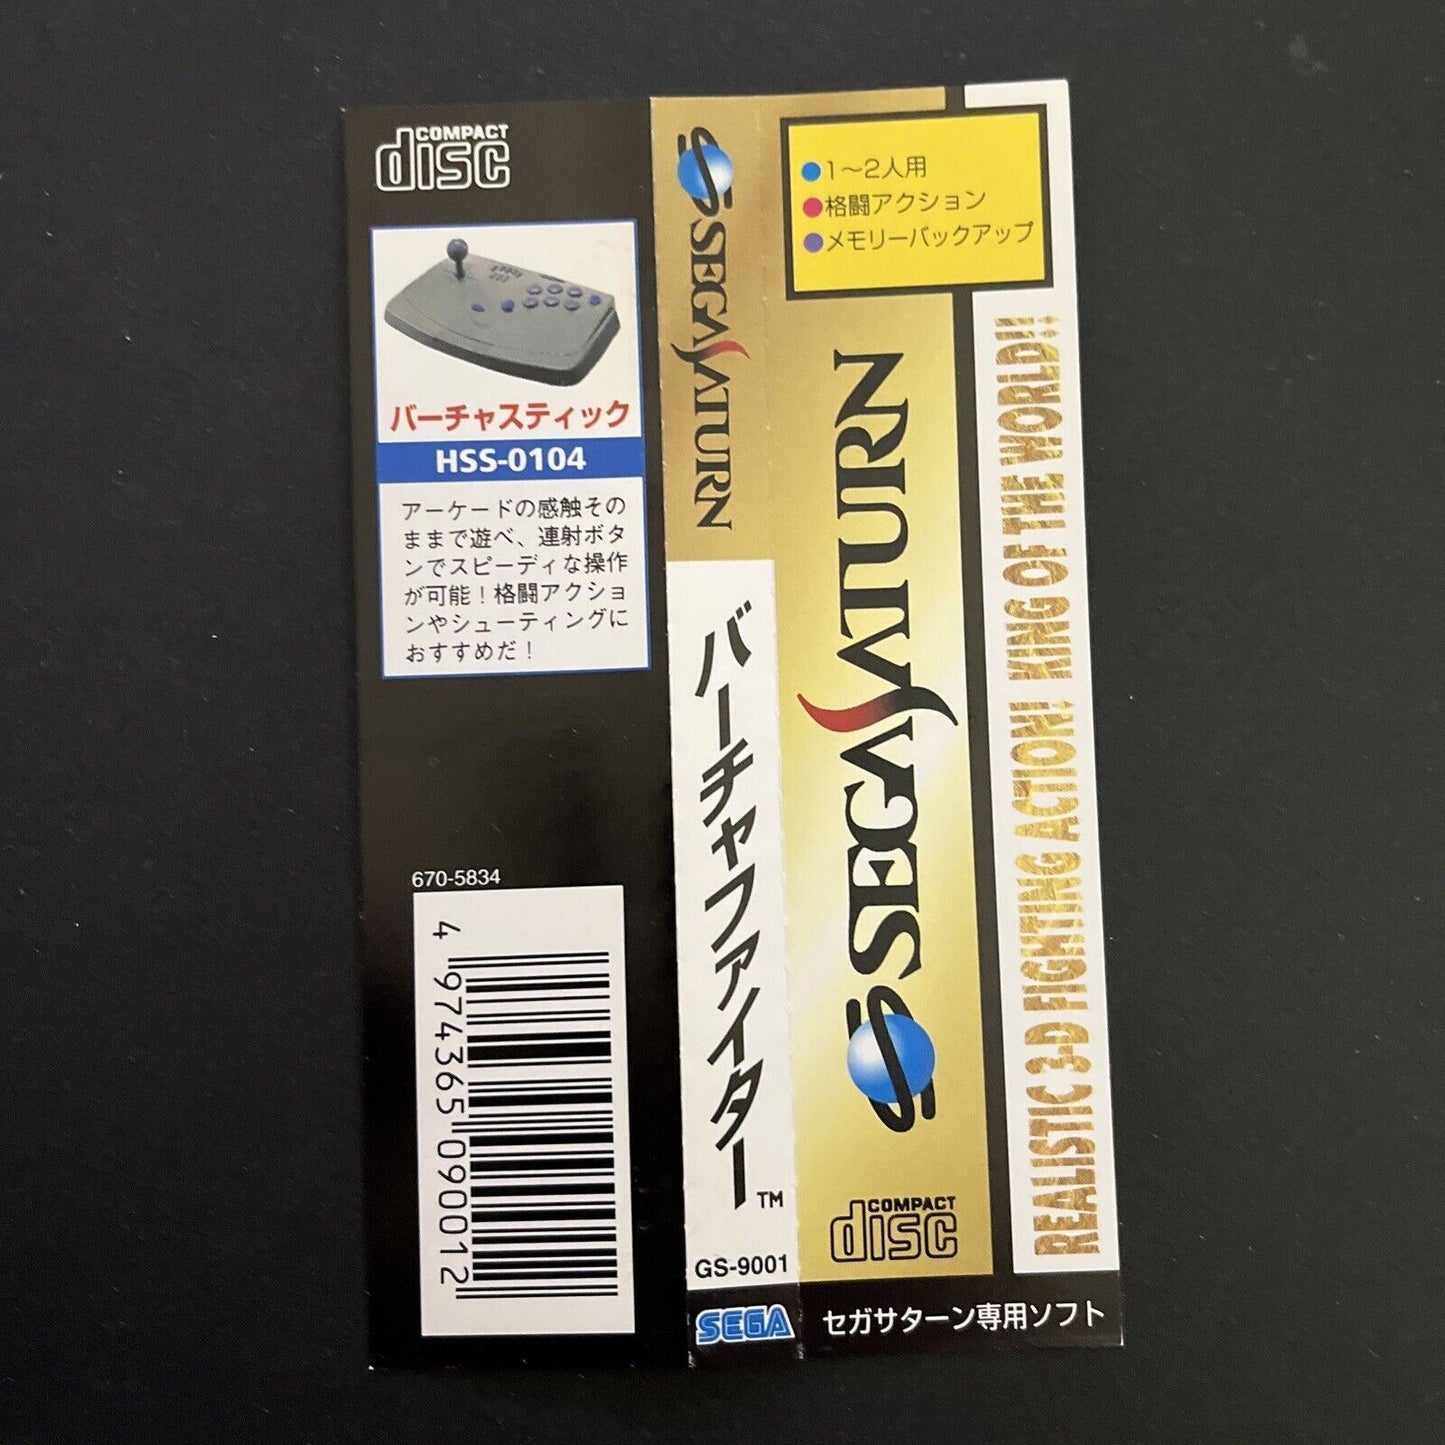 COMPACT
disc
バーチャスティック
HSS-0104
アーケードの感触その
ままで遊べ、連射ボタ
ンでスピーディな操作
が可能！格闘アクショ
ンやシューティングに
おすすめだ！
670-5834
4 974365 090012
SEGA SATURN
バーチャファイター™
GS-9001
SEGA
●1～2人用
●格闘アクション
●メモリーバックアップ
SEGA SATURN
COMPACT
disc
REALISTIC 3-D FIGHTING ACTION! KING OF THE WORLD!!
セガサターン専用ソフト